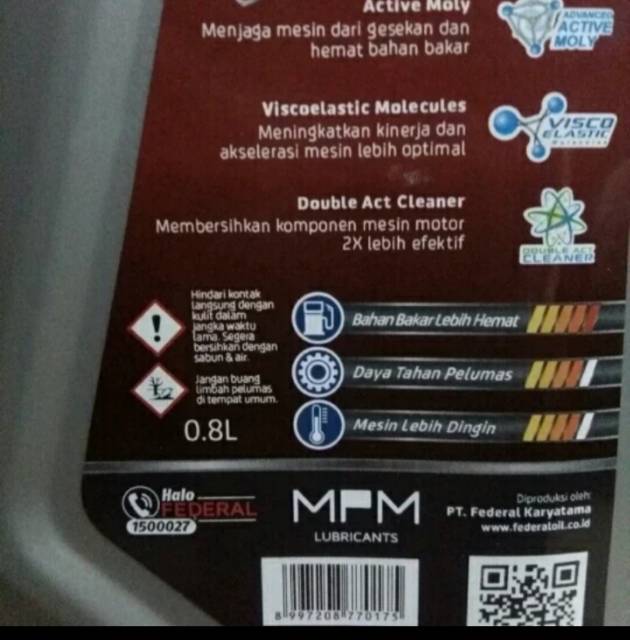 Active Moly
Menjaga mesin dari gesekan dan
hemat bahan bakar
ADVANCED
ACTIVE
MOLY
Viscoelastic Molecules
Meningkatkan kinerja dan
akselerasi mesin lebih optimal
VISCO
ELASTIC
Molecules
Double Act Cleaner
Membersihkan komponen mesin motor
2X lebih efektif
DOUBLE ACT
CLEANER
Hindari kontak
langsung dengan
kulit dalam
jangka waktu
lama. Segera
bersihkan dengan
sabun & air.
Jangan buang
limbah pelumas
di tempat umum.
0.8L
Bahan Bakar Lebih Hemat
Daya Tahan Pelumas
Mesin Lebih Dingin
Halo
FEDERAL
1500027
MPM
LUBRICANTS
Diproduksi oleh:
PT. Federal Karyatama
www.federaloil.co.id
8 997208 770175